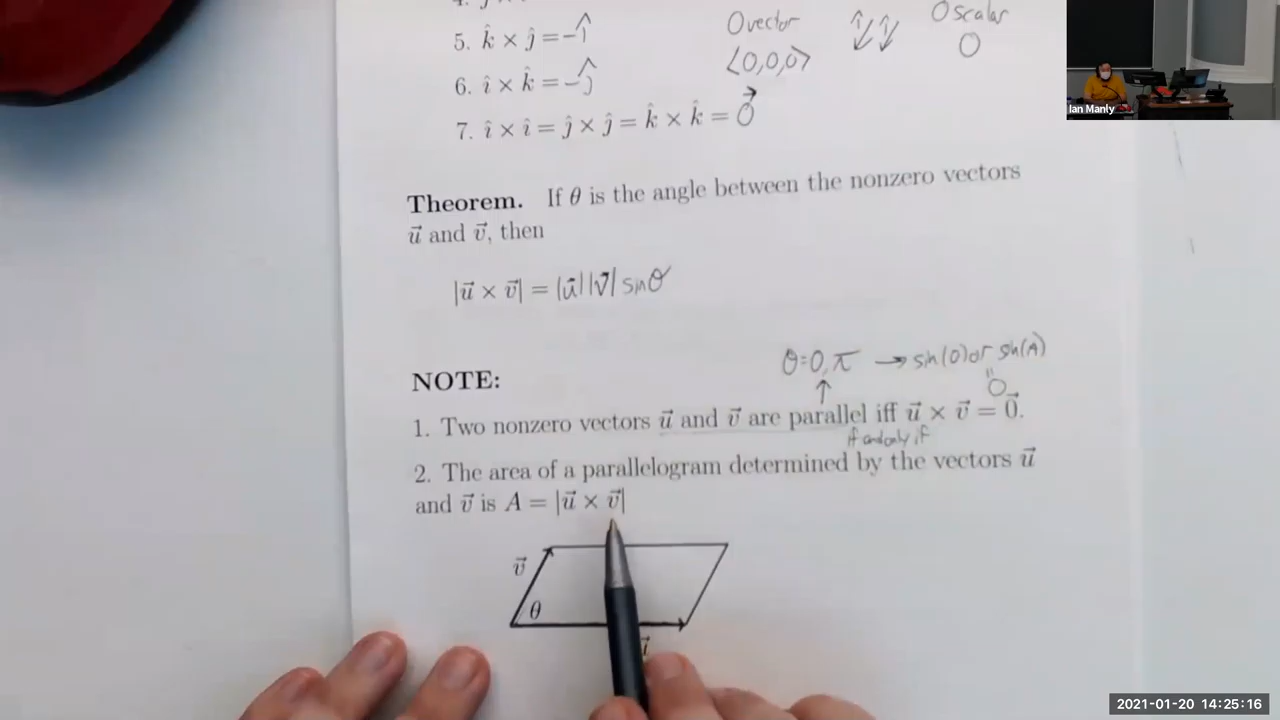 5. k̂ × ĵ = -î
6. î × k̂ = -ĵ
7. î × î = ĵ × ĵ = k̂ × k̂ = 0⃗
0 vector
⟨0,0,0⟩
0 scalar
0
Ian Manly
Theorem. If θ is the angle between the nonzero vectors
u⃗ and v⃗, then
|u⃗ × v⃗| = |u⃗||v⃗| sinθ
θ=0,π → sin(0) or sin(π)
"
0
NOTE:
1. Two nonzero vectors u⃗ and v⃗ are parallel iff u⃗ × v⃗ = 0⃗.
if and only if
2. The area of a parallelogram determined by the vectors u⃗
and v⃗ is A = |u⃗ × v⃗|
v⃗
θ
2021-01-20 14:25:16